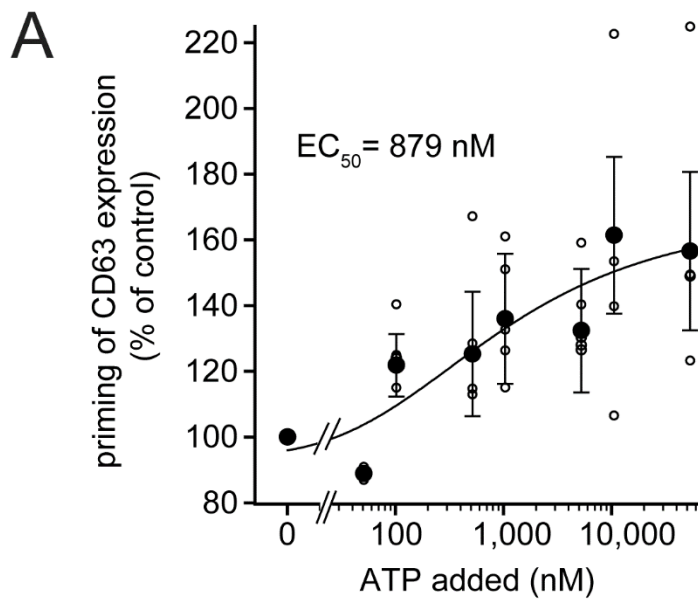 A
priming of CD63 expression
(% of control)
220
200
180
160
140
120
100
80
EC50= 879 nM
0
100
1,000
10,000
ATP added (nM)